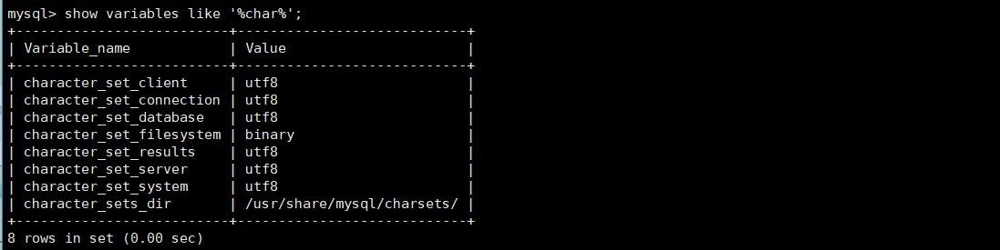 mysql> show variables like '%char%';
+--------------------------+----------------------------+
| Variable_name            | Value                      |
+--------------------------+----------------------------+
| character_set_client     | utf8                       |
| character_set_connection | utf8                       |
| character_set_database   | utf8                       |
| character_set_filesystem | binary                     |
| character_set_results    | utf8                       |
| character_set_server     | utf8                       |
| character_set_system     | utf8                       |
| character_sets_dir       | /usr/share/mysql/charsets/ |
+--------------------------+----------------------------+
8 rows in set (0.00 sec)